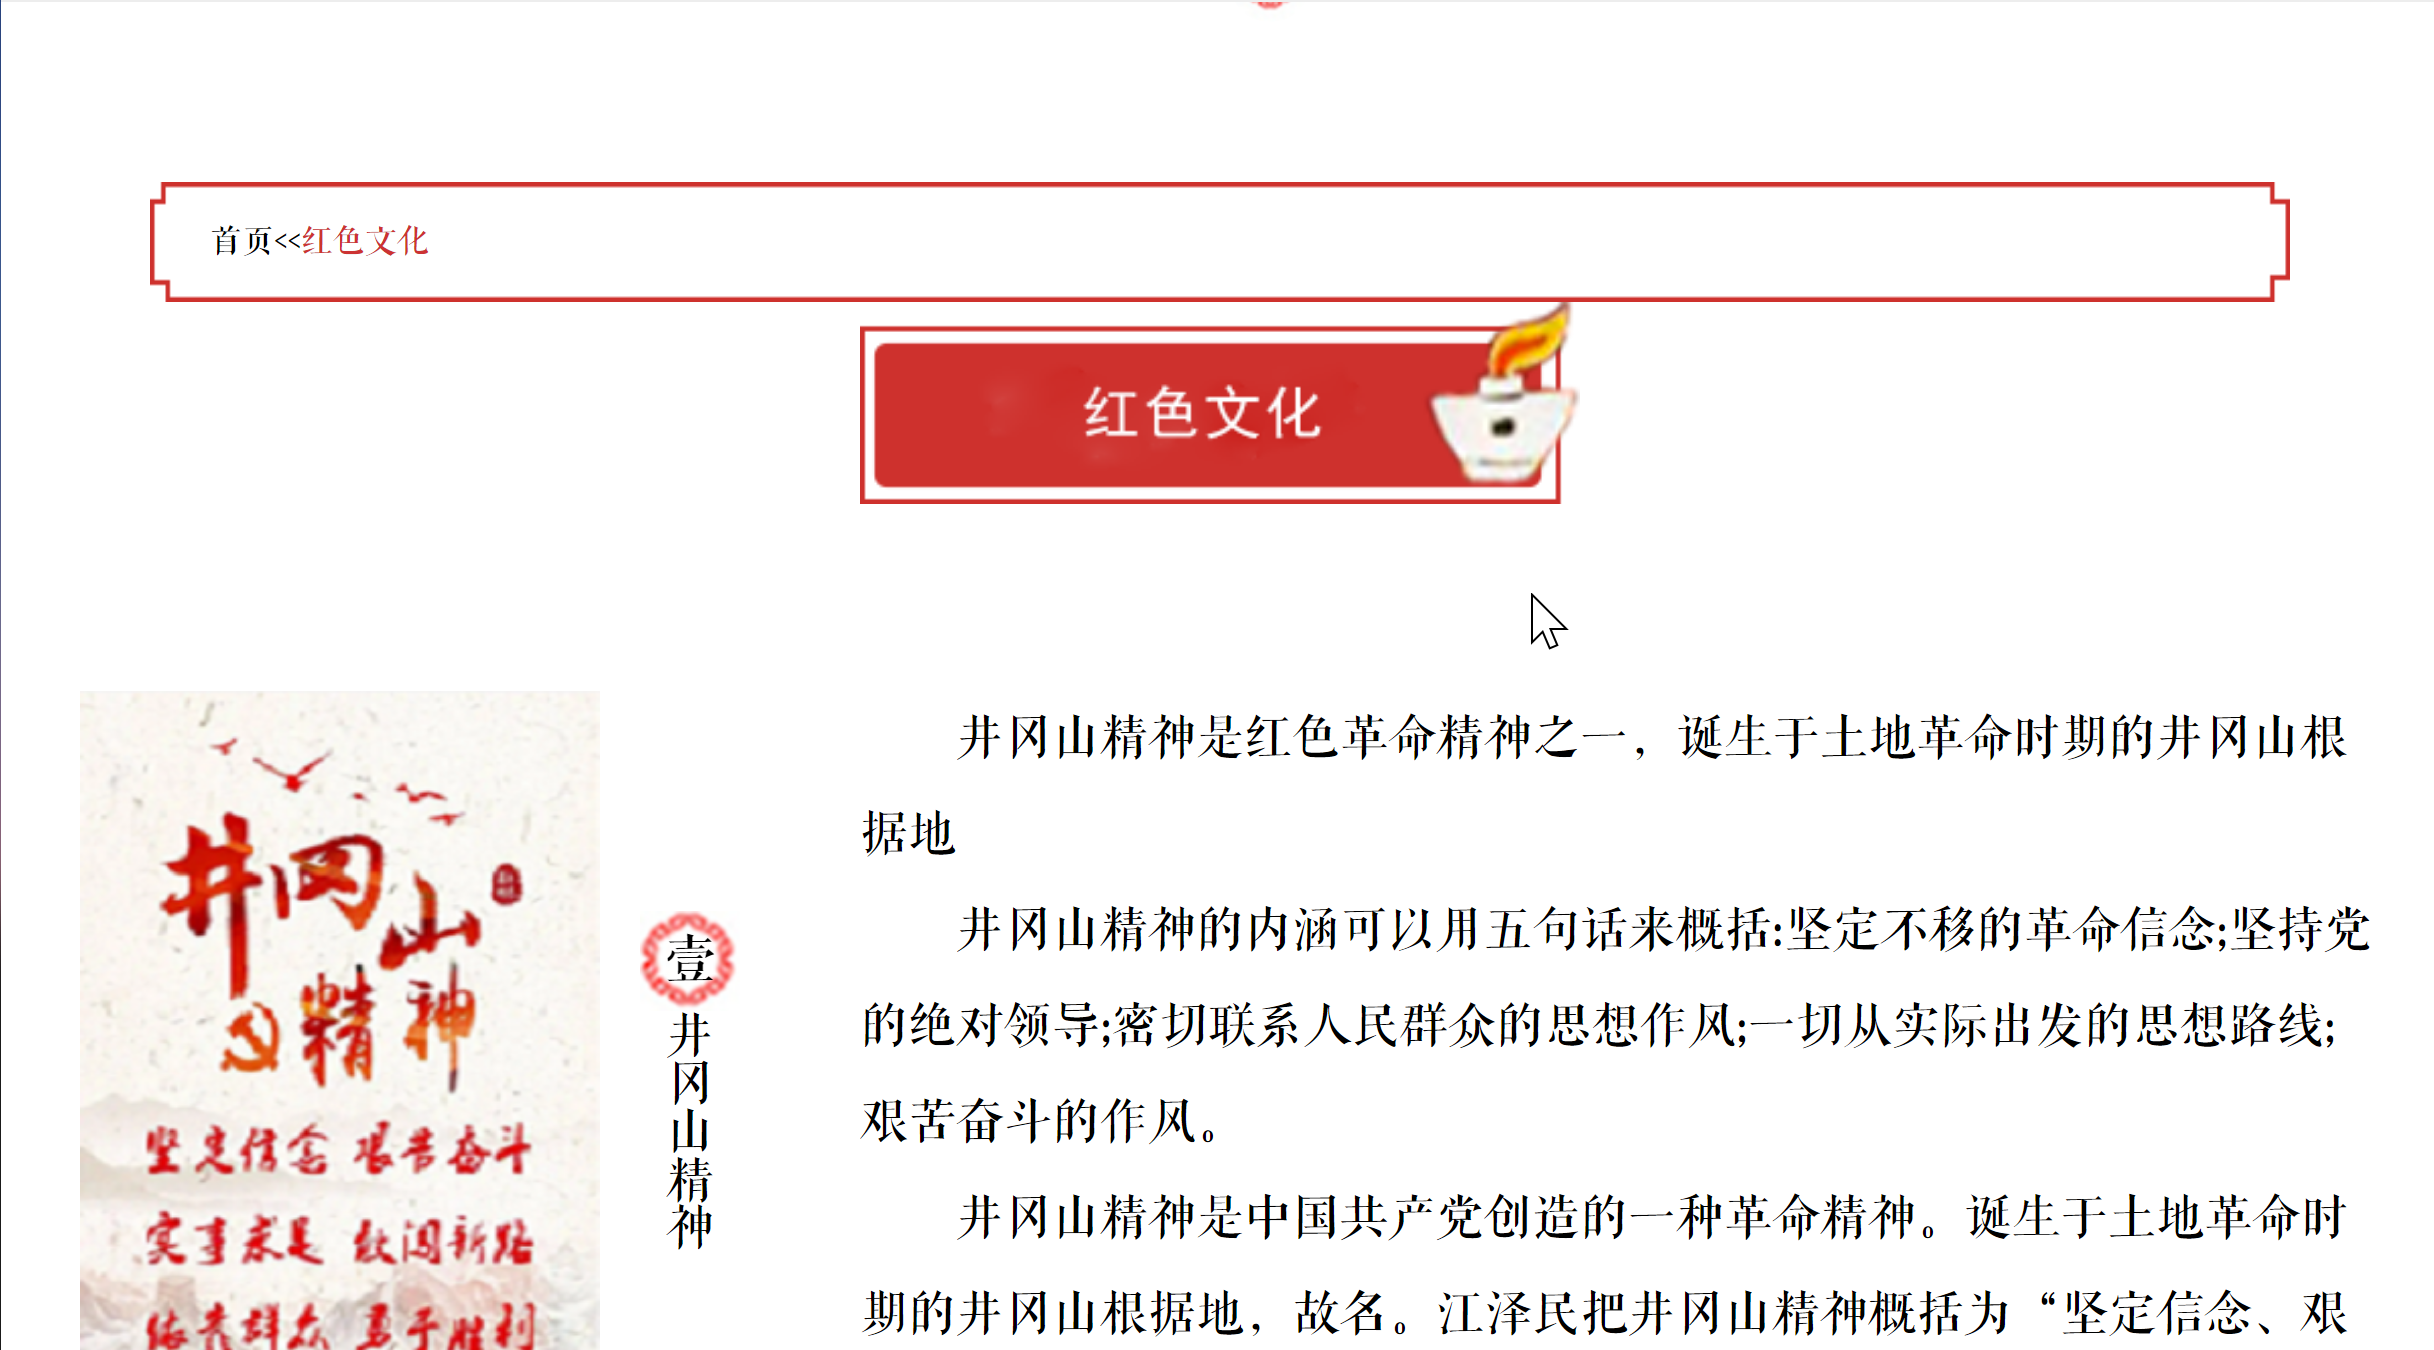 首页<<红色文化
红色文化
井冈山
精神
坚定信念 艰苦奋斗
实事求是 敢闯新路
依靠群众 勇于胜利
壹
井冈山精神
井冈山精神是红色革命精神之一，诞生于土地革命时期的井冈山根
据地
井冈山精神的内涵可以用五句话来概括:坚定不移的革命信念;坚持党
的绝对领导;密切联系人民群众的思想作风;一切从实际出发的思想路线;
艰苦奋斗的作风。
井冈山精神是中国共产党创造的一种革命精神。诞生于土地革命时
期的井冈山根据地，故名。江泽民把井冈山精神概括为“坚定信念、艰